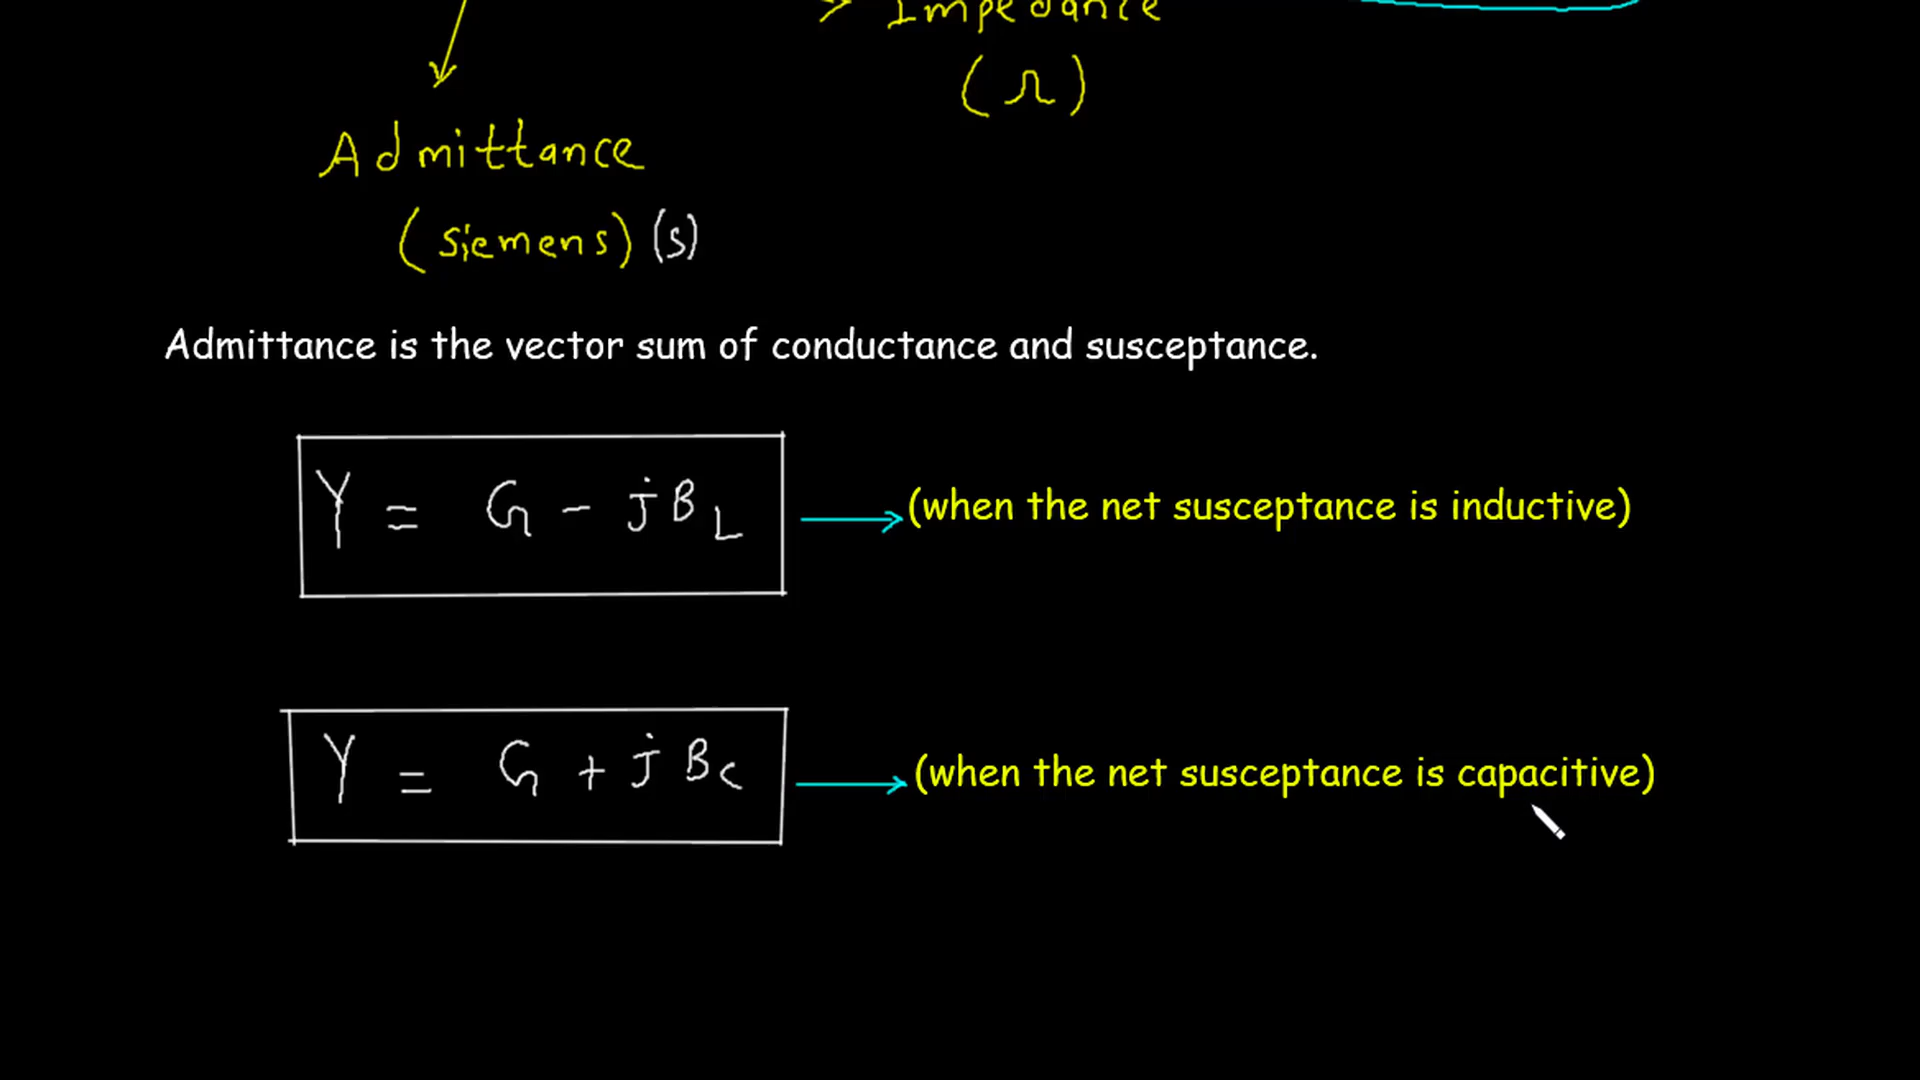 Impedance
(Ω)
Admittance
(siemens) (s)
Admittance is the vector sum of conductance and susceptance.
Y = G - jB_L
(when the net susceptance is inductive)
Y = G + jB_C
(when the net susceptance is capacitive)